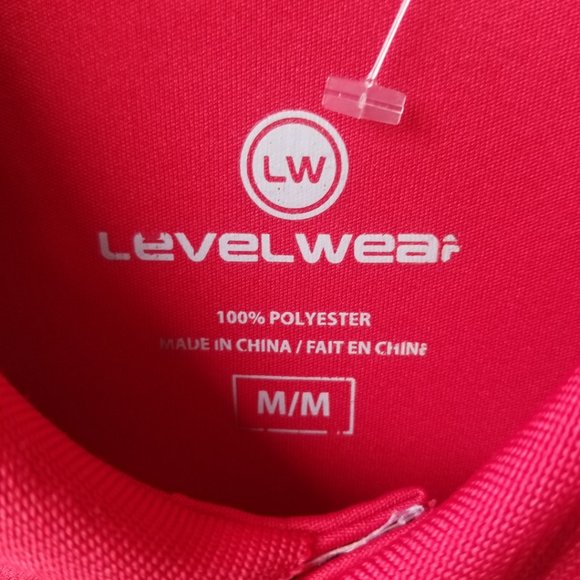 LW
LEVELWEAR
100% POLYESTER
MADE IN CHINA / FAIT EN CHINE
M/M